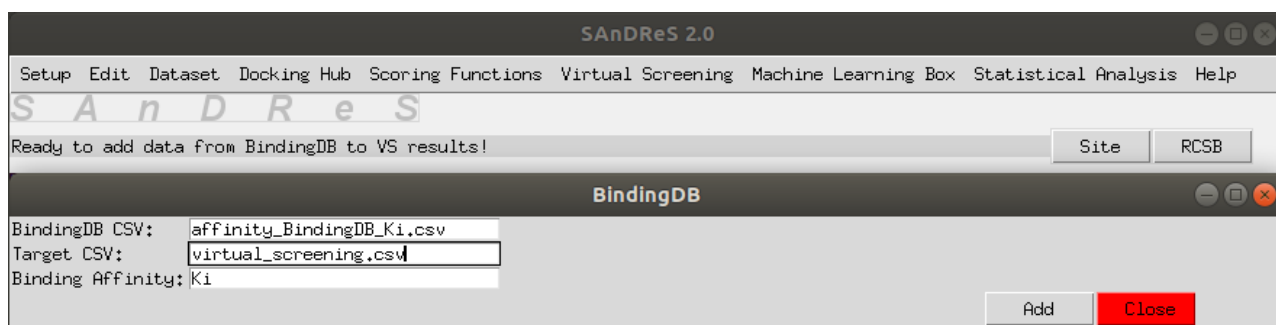 SAnDReS 2.0
Setup Edit Dataset Docking Hub Scoring Functions Virtual Screening Machine Learning Box Statistical Analysis Help
S A n D R e S
Ready to add data from BindingDB to VS results! Site RCSB
BindingDB
BindingDB CSV: affinity_BindingDB_Ki.csv
Target CSV: virtual_screening.csv
Binding Affinity: Ki
Add Close